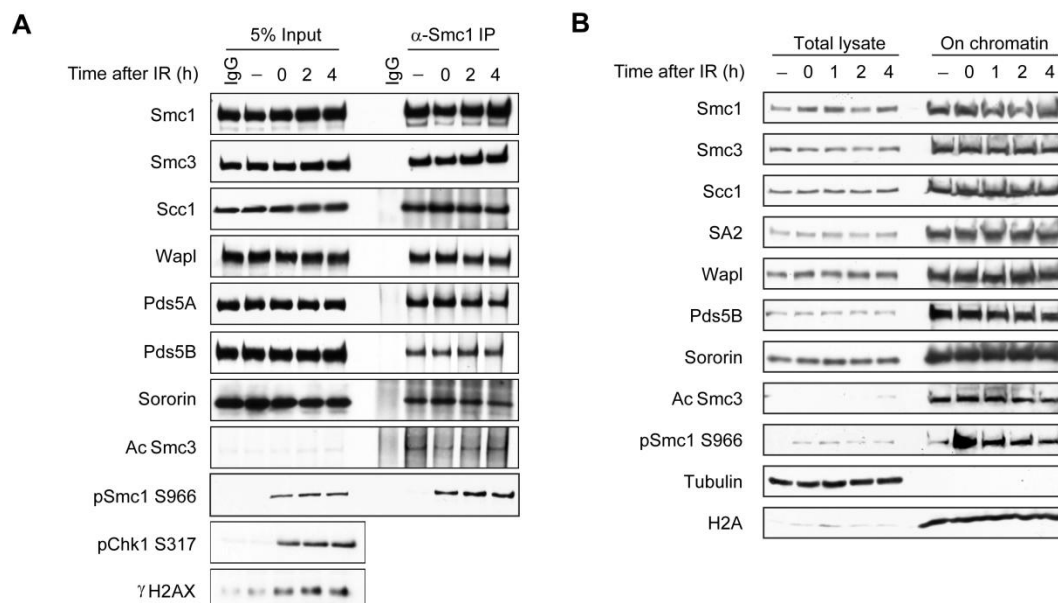 A
5% Input
α-Smc1 IP
Time after IR (h)
IgG – 0 2 4
IgG – 0 2 4
Smc1
Smc3
Scc1
Wapl
Pds5A
Pds5B
Sororin
Ac Smc3
pSmc1 S966
pChk1 S317
γH2AX
B
Total lysate
On chromatin
Time after IR (h)
– 0 1 2 4
– 0 1 2 4
Smc1
Smc3
Scc1
SA2
Wapl
Pds5B
Sororin
Ac Smc3
pSmc1 S966
Tubulin
H2A